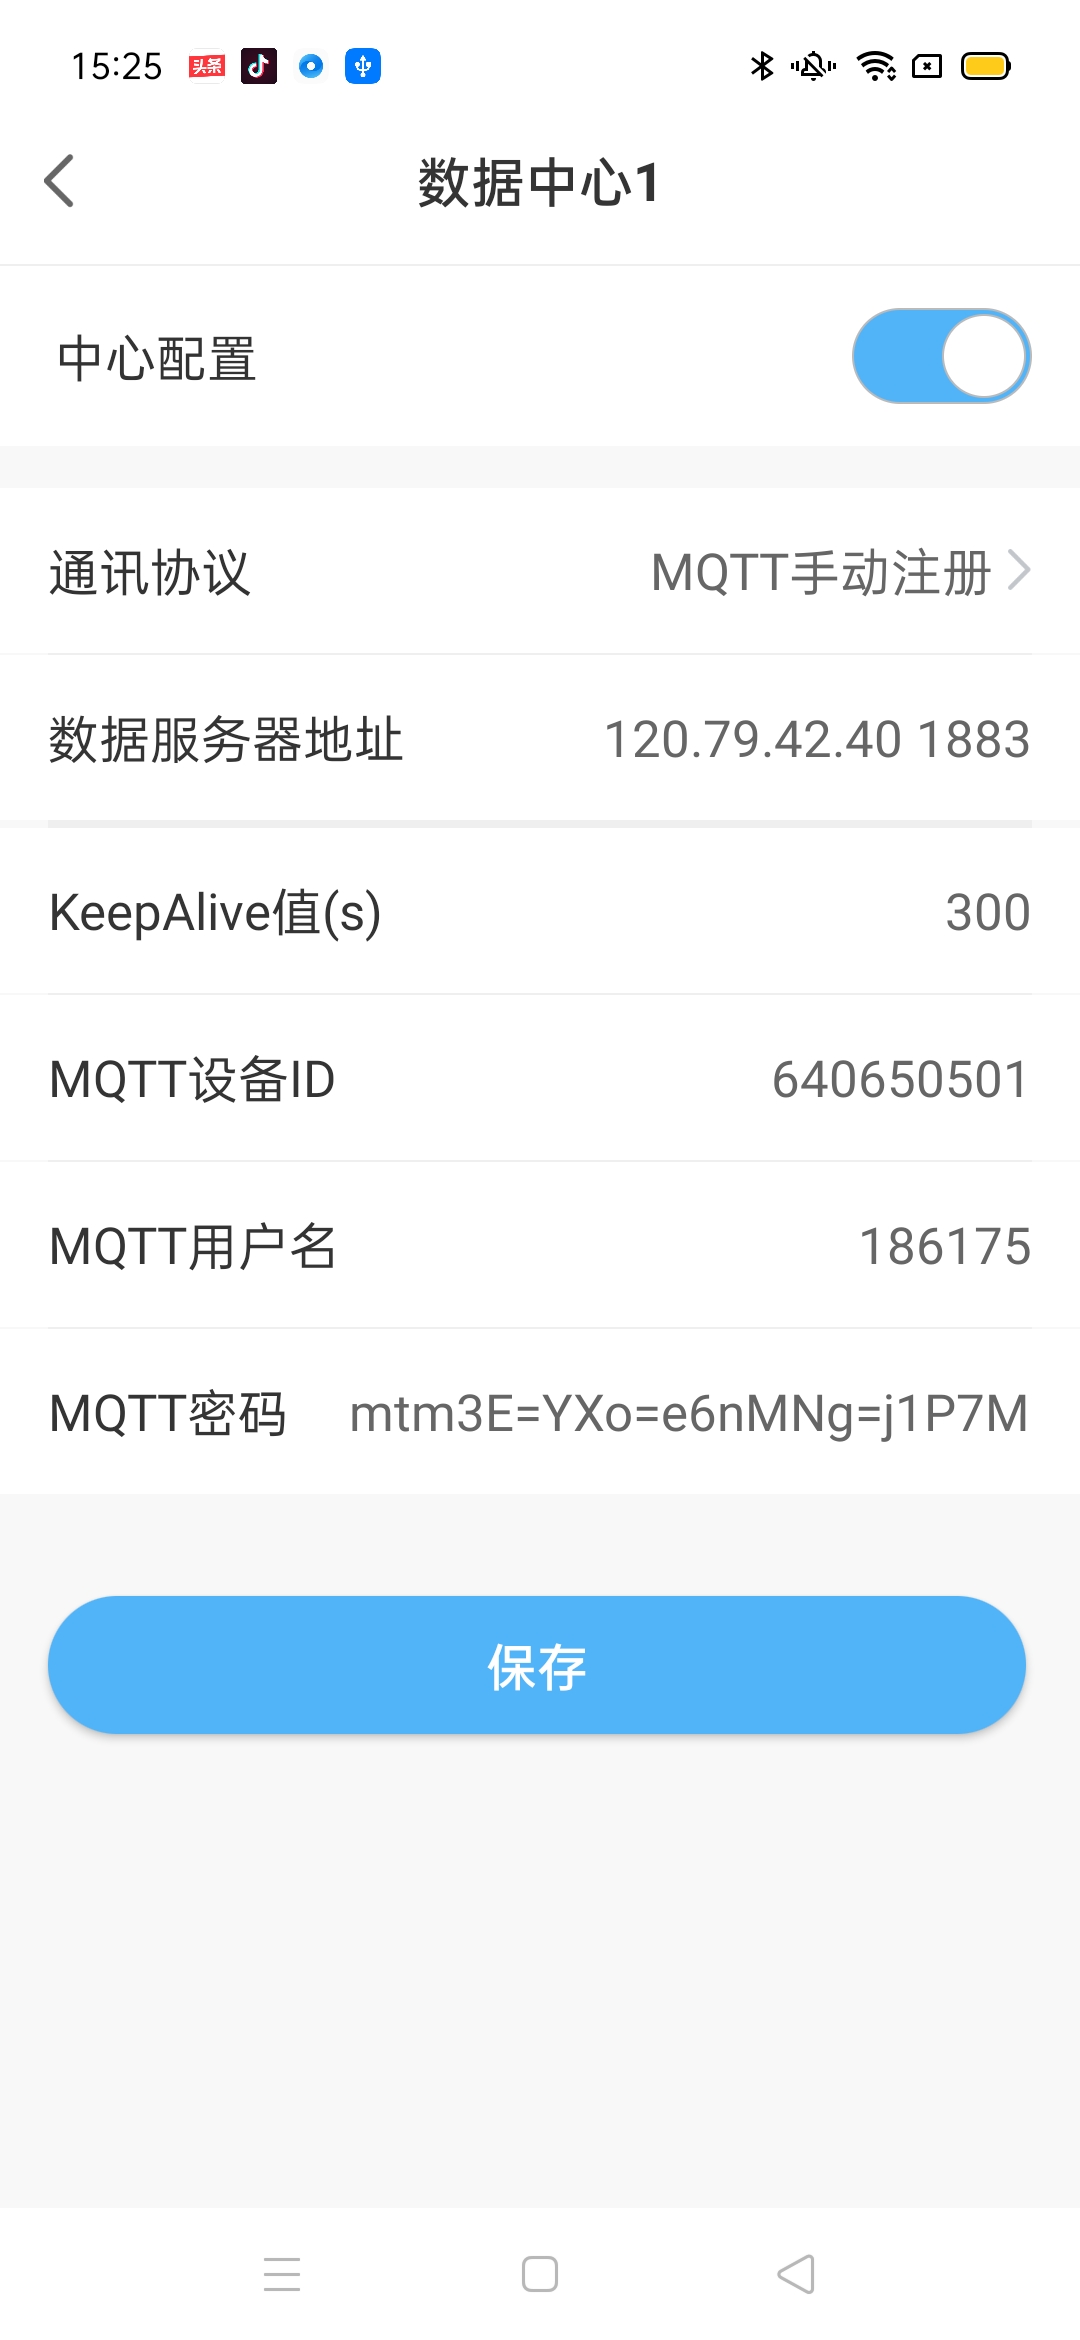 15:25 头条
数据中心1
中心配置
通讯协议 MQTT手动注册
数据服务器地址 120.79.42.40 1883
KeepAlive值(s) 300
MQTT设备ID 640650501
MQTT用户名 186175
MQTT密码 mtm3E=YXo=e6nMNg=j1P7M
保存